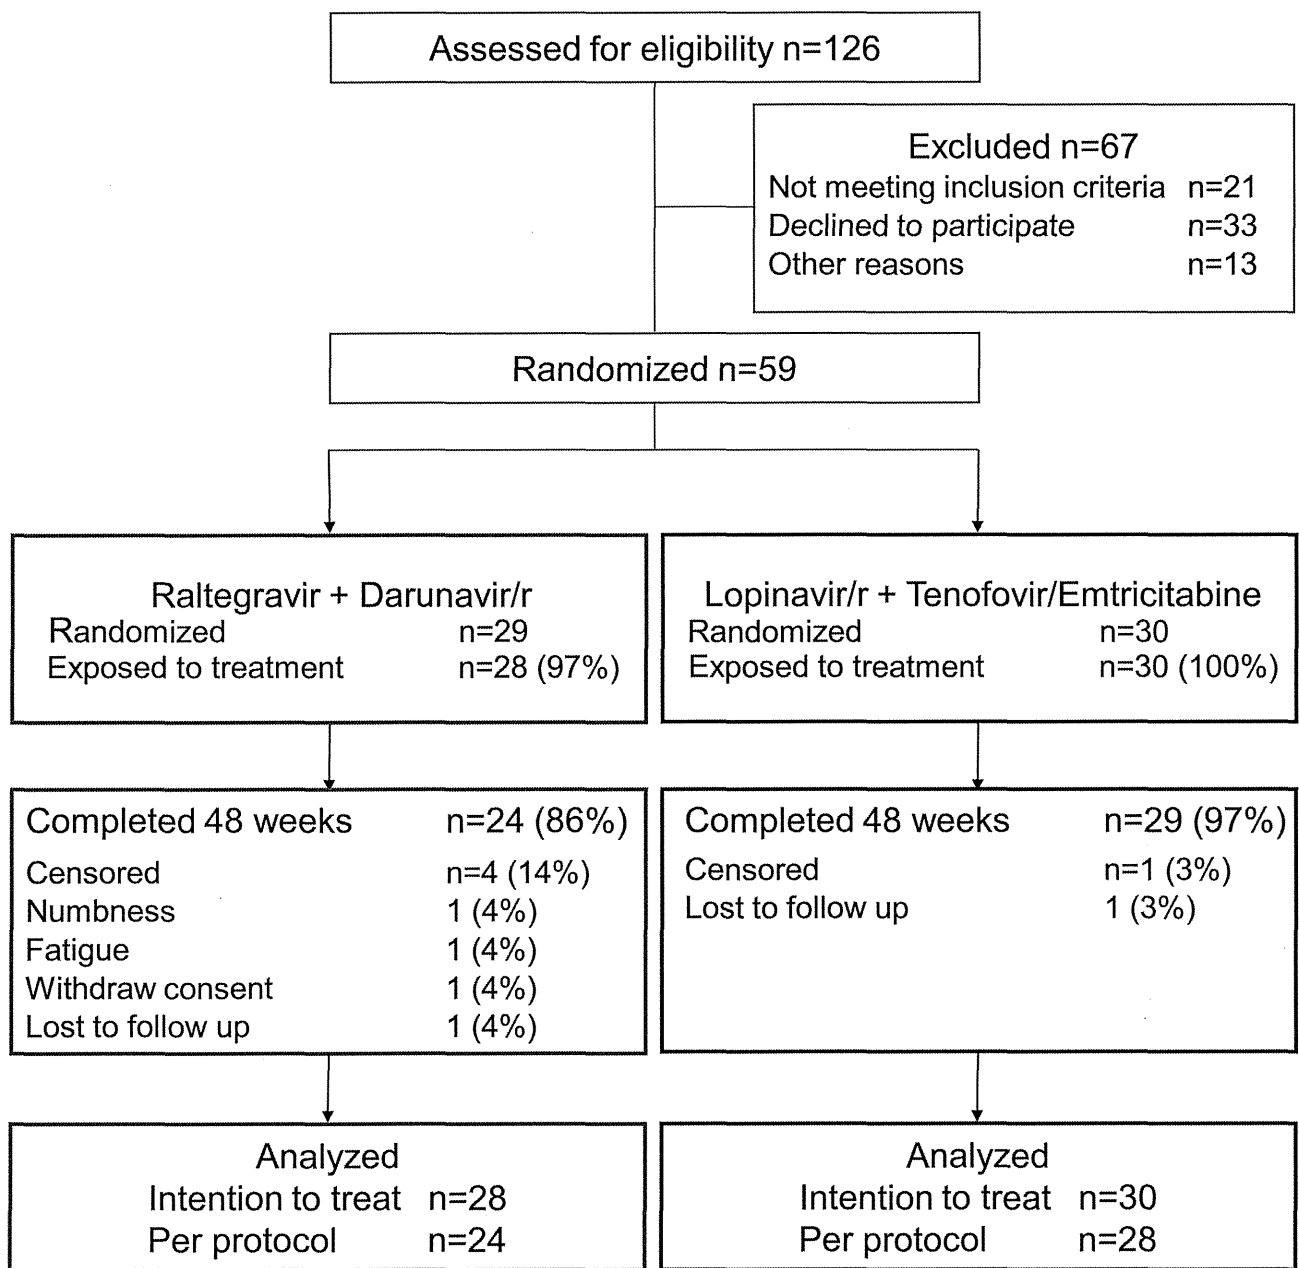 Assessed for eligibility n=126
Excluded n=67
Not meeting inclusion criteria n=21
Declined to participate n=33
Other reasons n=13
Randomized n=59
Raltegravir + Darunavir/r
Randomized n=29
Exposed to treatment n=28 (97%)
Lopinavir/r + Tenofovir/Emtricitabine
Randomized n=30
Exposed to treatment n=30 (100%)
Completed 48 weeks n=24 (86%)
Censored n=4 (14%)
Numbness 1 (4%)
Fatigue 1 (4%)
Withdraw consent 1 (4%)
Lost to follow up 1 (4%)
Completed 48 weeks n=29 (97%)
Censored n=1 (3%)
Lost to follow up 1 (3%)
Analyzed
Intention to treat n=28
Per protocol n=24
Analyzed
Intention to treat n=30
Per protocol n=28